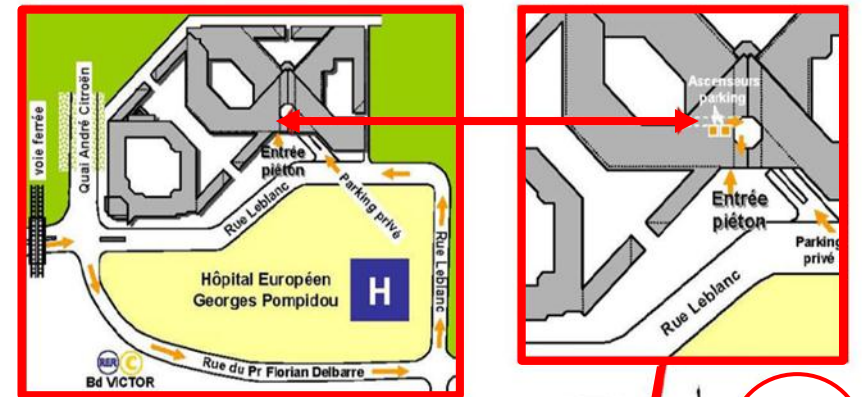 voie ferrée
Quai André Citroën
Entrée
piéton
Parking privé
Rue Leblanc
Rue Leblanc
Hôpital Européen
Georges Pompidou
H
Rue du Pr Florian Delbarre
RER C
Bd VICTOR
Ascenseurs
parking
Entrée
piéton
Parking
privé
Rue Leblanc